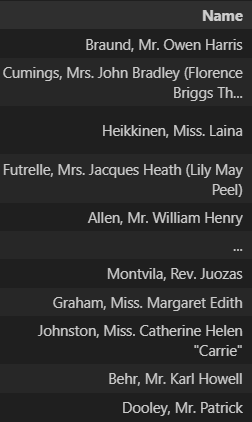 Name
Braund, Mr. Owen Harris
Cumings, Mrs. John Bradley (Florence
Briggs Th...
Heikkinen, Miss. Laina
Futrelle, Mrs. Jacques Heath (Lily May
Peel)
Allen, Mr. William Henry
...
Montvila, Rev. Juozas
Graham, Miss. Margaret Edith
Johnston, Miss. Catherine Helen
"Carrie"
Behr, Mr. Karl Howell
Dooley, Mr. Patrick